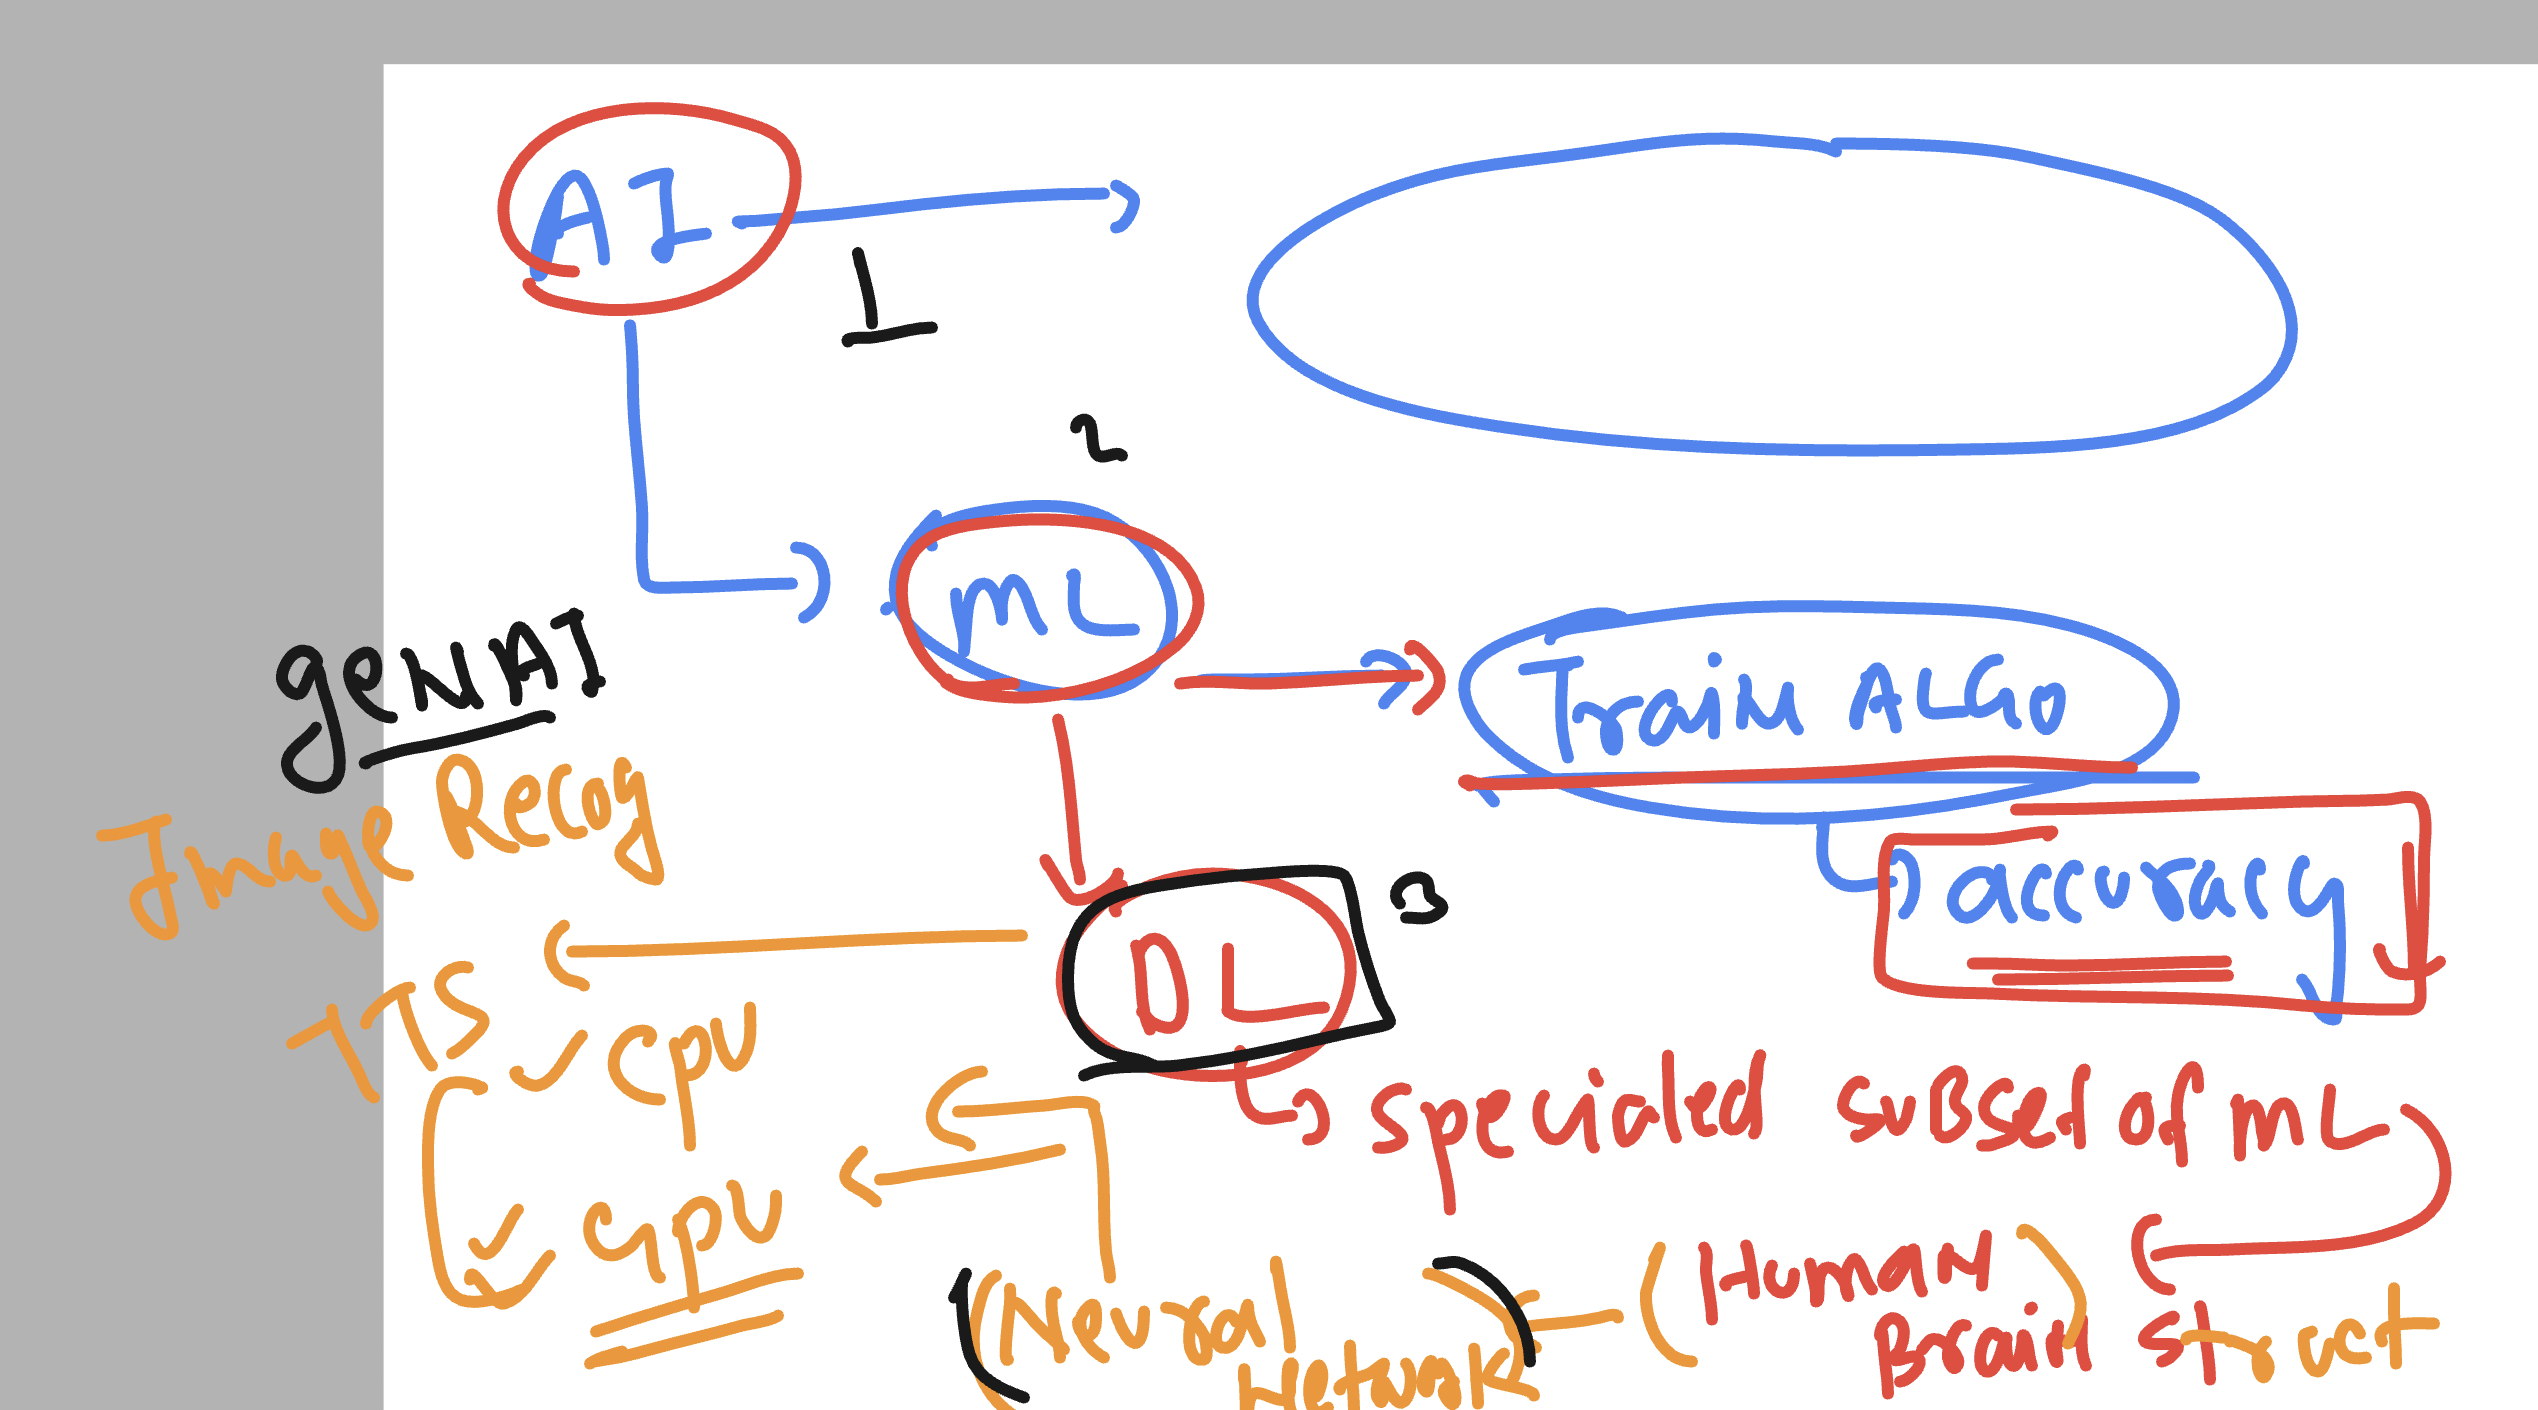 AI
1
2
ML
Train ALGO
accuracy
genAI
Image Recog
TTS
DL
3
CPU
GPU
specialed subset of ML
(Human
Brain) struct
(Neural
Network)